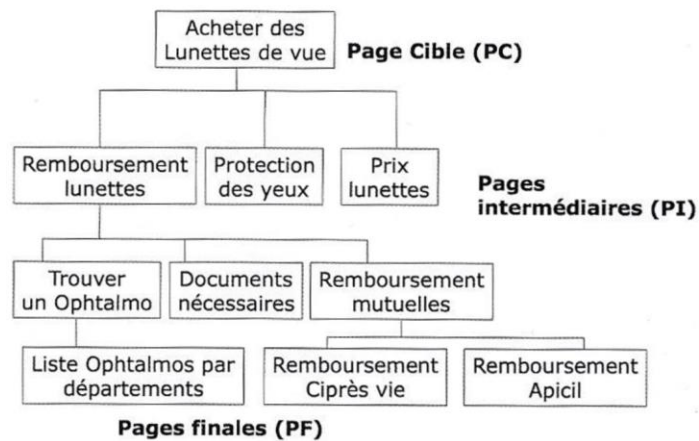 Acheter des
Lunettes de vue
Page Cible (PC)
Remboursement
lunettes
Protection
des yeux
Prix
lunettes
Pages
intermédiaires (PI)
Trouver
un Ophtalmo
Documents
nécessaires
Remboursement
mutuelles
Liste Ophtalmos par
départements
Remboursement
Ciprès vie
Remboursement
Apicil
Pages finales (PF)